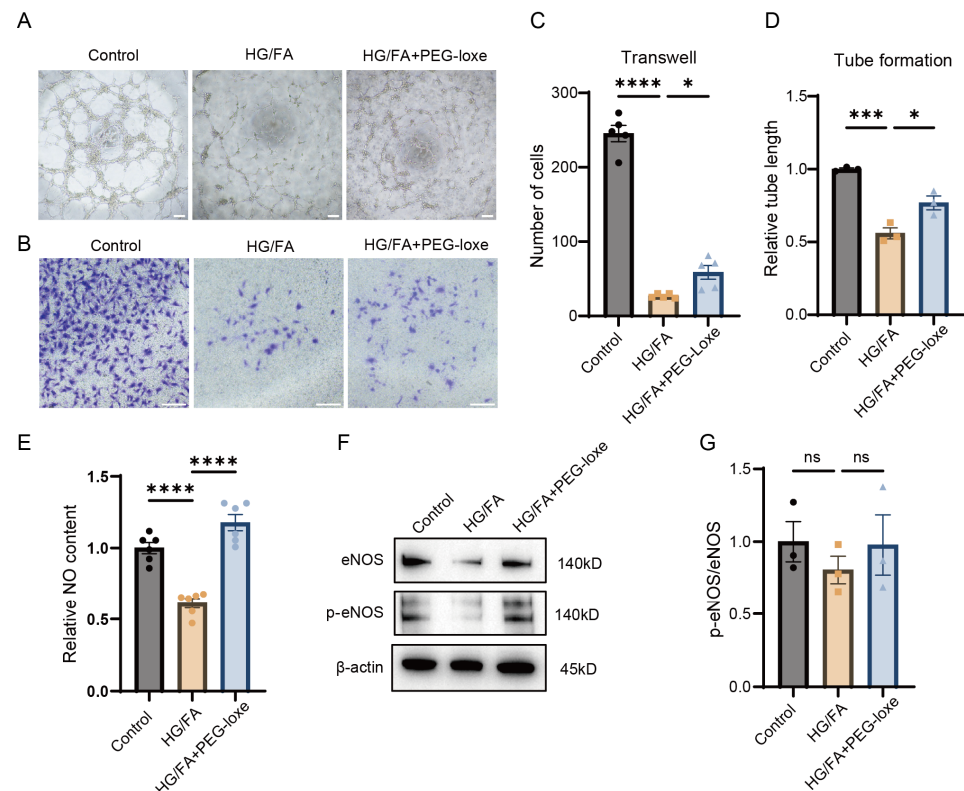 A
Control
HG/FA
HG/FA+PEG-loxe
B
Control
HG/FA
HG/FA+PEG-loxe
C
Transwell
****
*
Number of cells
300
200
100
0
Control
HG/FA
HG/FA+PEG-Loxe
D
Tube formation
***
*
Relative tube length
1.5
1.0
0.5
0.0
Control
HG/FA
HG/FA+PEG-loxe
E
****
****
Relative NO content
1.5
1.0
0.5
0.0
Control
HG/FA
HG/FA+PEG-loxe
F
Control
HG/FA
HG/FA+PEG-loxe
eNOS
140kD
p-eNOS
140kD
β-actin
45kD
G
ns
ns
p-eNOS/eNOS
1.5
1.0
0.5
0.0
Control
HG/FA
HG/FA+PEG-loxe